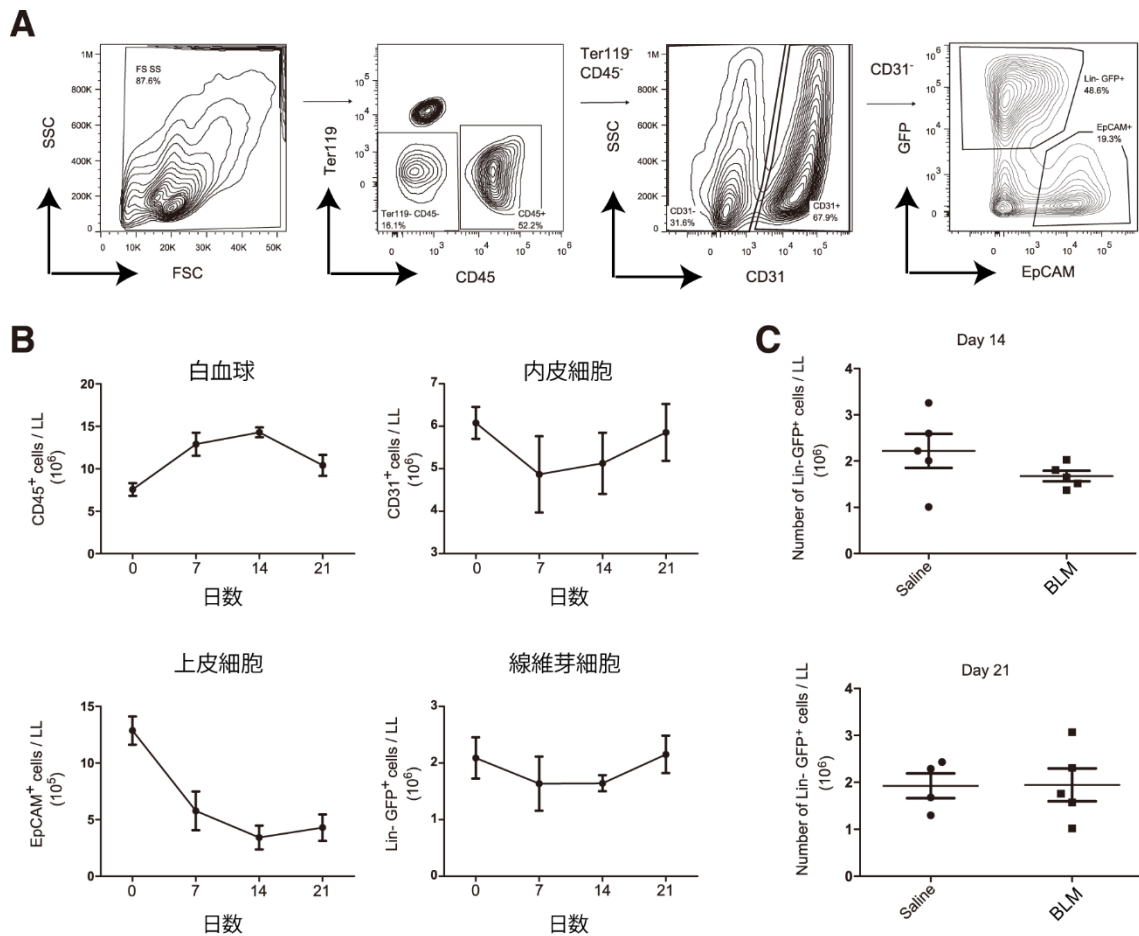 A
FS SS
87.6%
1M
800K
600K
400K
200K
0
10K
20K
30K
40K
50K
SSC
FSC
10^5
10^4
10^3
0
Ter119- CD45-
16.1%
CD45+
52.2%
0
10^3
10^4
10^5
10^6
Ter119
CD45
Ter119-
CD45-
1M
800K
600K
400K
200K
0
CD31-
31.6%
CD31+
67.9%
0
10^3
10^4
10^5
10^6
SSC
CD31
CD31-
10^6
10^5
10^4
10^3
0
Lin- GFP+
48.6%
EpCAM+
19.3%
0
10^3
10^4
10^5
GFP
EpCAM
B
白血球
20
15
10
5
0
0
7
14
21
CD45+ cells / LL
(10^6)
日数
内皮細胞
7
6
5
4
3
0
7
14
21
CD31+ cells / LL
(10^6)
日数
上皮細胞
15
10
5
0
0
7
14
21
EpCAM+ cells / LL
(10^5)
日数
線維芽細胞
3
2
1
0
0
7
14
21
Lin- GFP+ cells / LL
(10^6)
日数
C
Day 14
4
3
2
1
0
Number of Lin-GFP+ cells / LL
(10^6)
Saline
BLM
Day 21
4
3
2
1
0
Number of Lin- GFP+ cells / LL
(10^6)
Saline
BLM